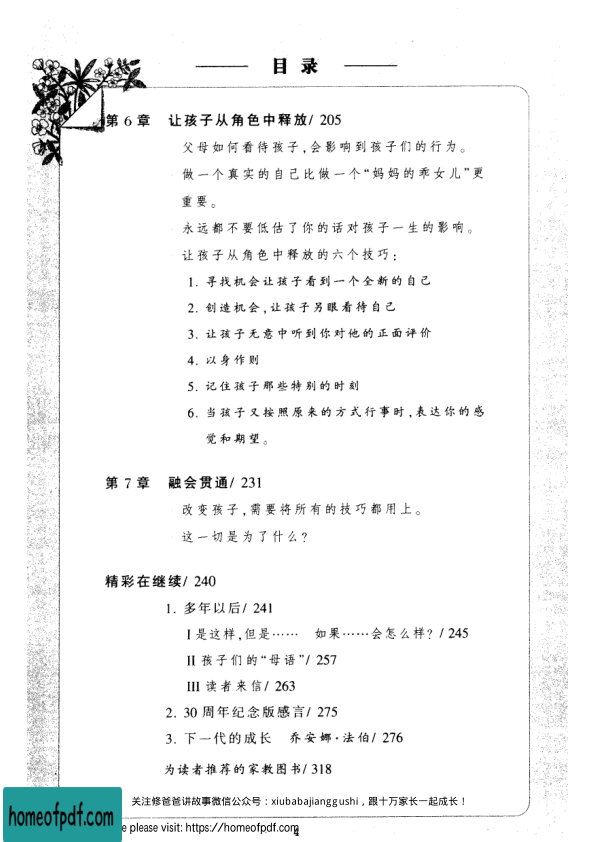 目录
第 6 章 让孩子从角色中释放/ 205
父母如何看待孩子,会影响到孩子们的行为。
做一个真实的自己比做一个“妈妈的乖女儿”更
重要。
永远都不要低估了你的话对孩子一生的影响。
让孩子从角色中释放的六个技巧:
1. 寻找机会让孩子看到一个全新的自己
2. 创造机会,让孩子另眼看待自己
3. 让孩子无意中听到你对他的正面评价
4. 以身作则
5. 记住孩子那些特别的时刻
6. 当孩子又按照原来的方式行事时,表达你的感
觉和期望。
第 7 章 融会贯通/ 231
改变孩子,需要将所有的技巧都用上。
这一切是为了什么?
精彩在继续/ 240
1. 多年以后/ 241
I 是这样,但是…… 如果……会怎么样? / 245
II 孩子们的“母语”/ 257
III 读者来信/ 263
2. 30 周年纪念版感言/ 275
3. 下一代的成长 乔安娜·法伯/ 276
为读者推荐的家教图书/ 318
关注修爸爸讲故事微信公众号:xiubabajianggushi,跟十万家长一起成长!
homeofpdf.com
e please visit: https://homeofpdf.com
4